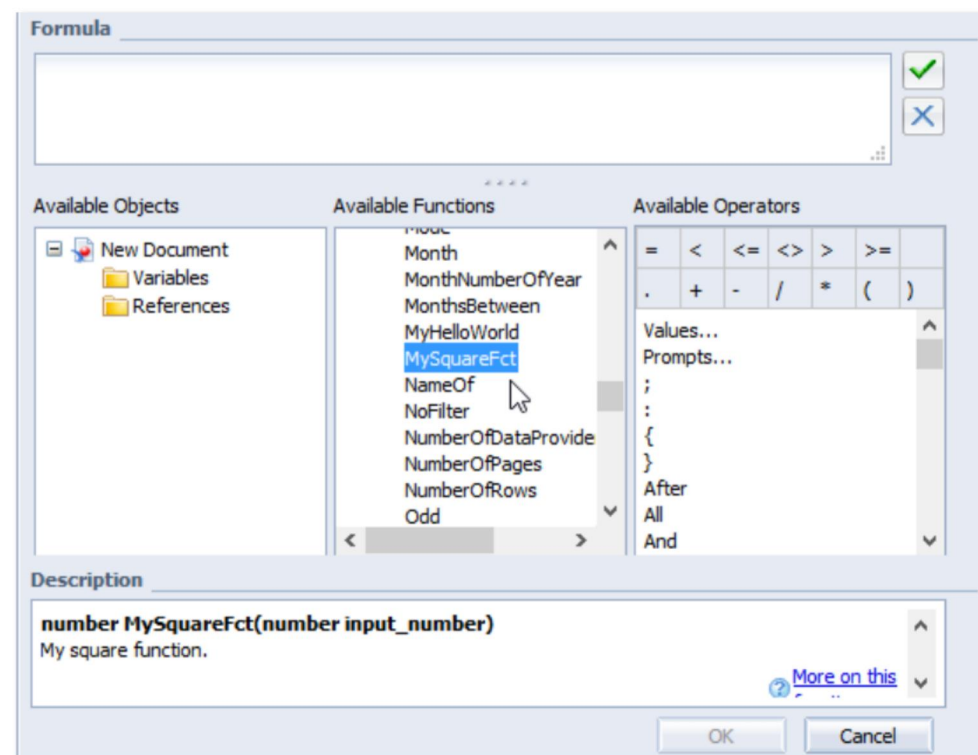 Formula
Available Objects
Available Functions
Available Operators
New Document
Variables
References
Month
MonthNumberOfYear
MonthsBetween
MyHelloWorld
MySquareFct
NameOf
NoFilter
NumberOfDataProvide
NumberOfPages
NumberOfRows
Odd
= < <= <> > >=
. + - / * ( )
Values...
Prompts...
;
:
{
}
After
All
And
Description
number MySquareFct(number input_number)
My square function.
More on this
OK Cancel